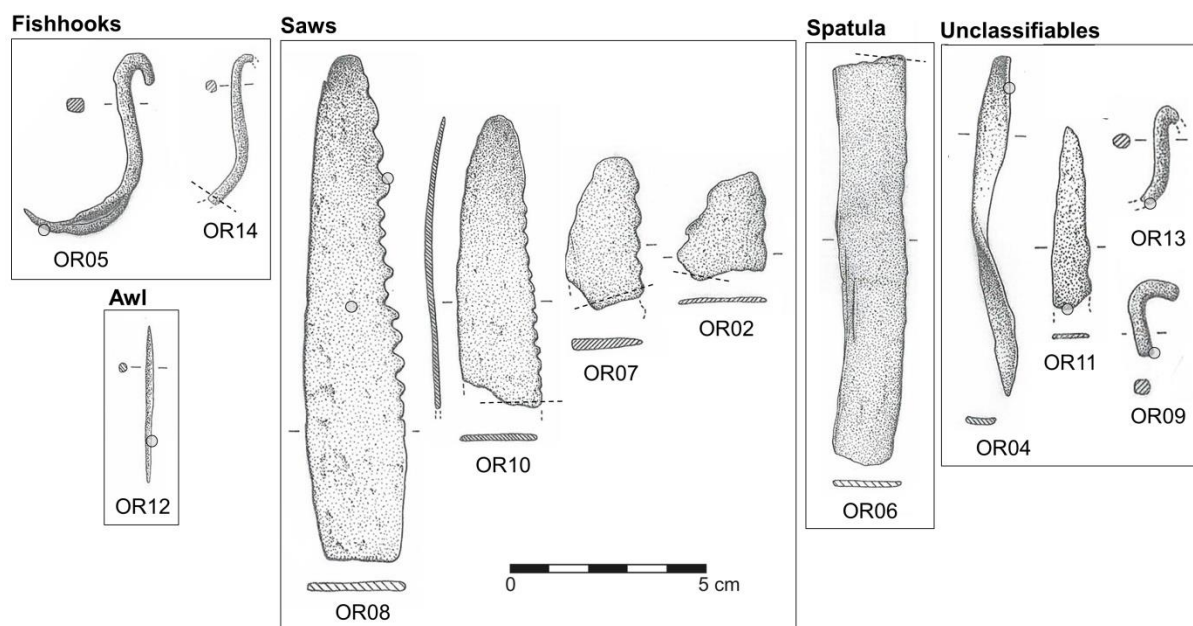 Fishhooks
OR05
OR14
Awl
OR12
Saws
OR08
OR10
OR07
OR02
0
5 cm
Spatula
OR06
Unclassifiables
OR04
OR11
OR13
OR09